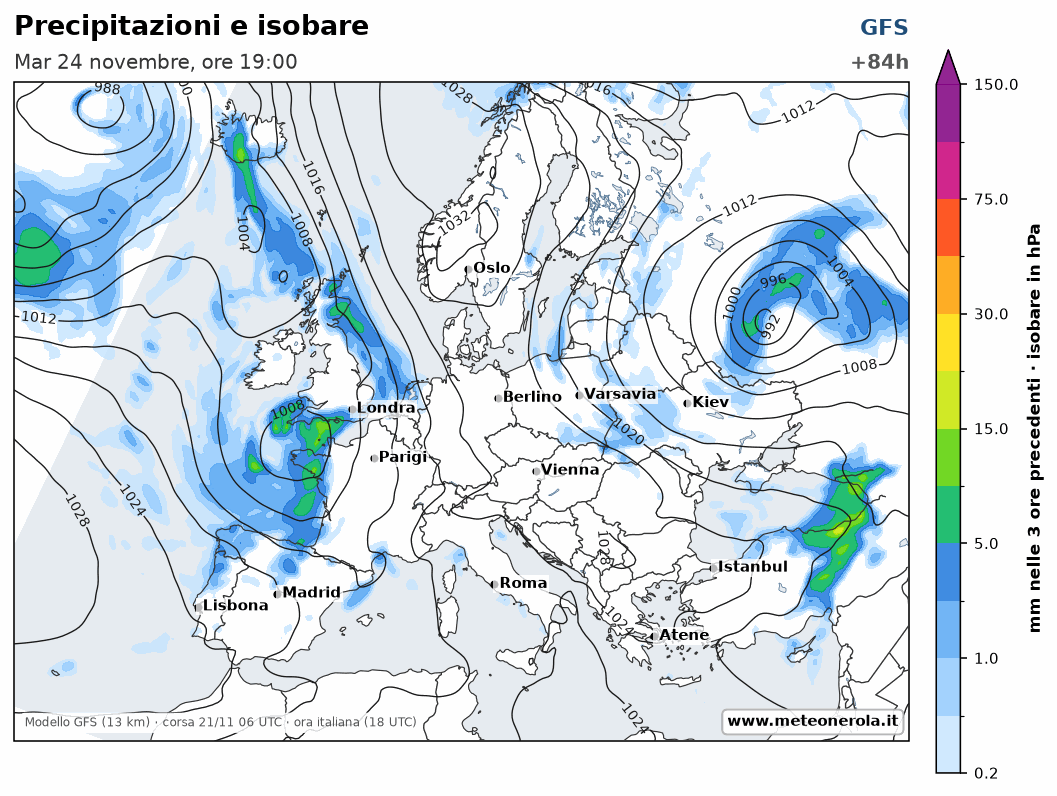 Precipitazioni e isobare
GFS
Mar 24 novembre, ore 19:00
+84h
988
1028
1016
1012
1016
1032
1012
1004
1008
1004
Oslo
996
1000
992
1012
1008
Berlino
Varsavia
Kiev
1008
Londra
1020
Parigi
Vienna
1024
1028
1028
Istanbul
Roma
Madrid
Lisbona
Atene
1024
Modello GFS (13 km) · corsa 21/11 06 UTC · ora italiana (18 UTC)
www.meteonerola.it
150.0
75.0
30.0
15.0
5.0
1.0
0.2
mm nelle 3 ore precedenti · isobare in hPa